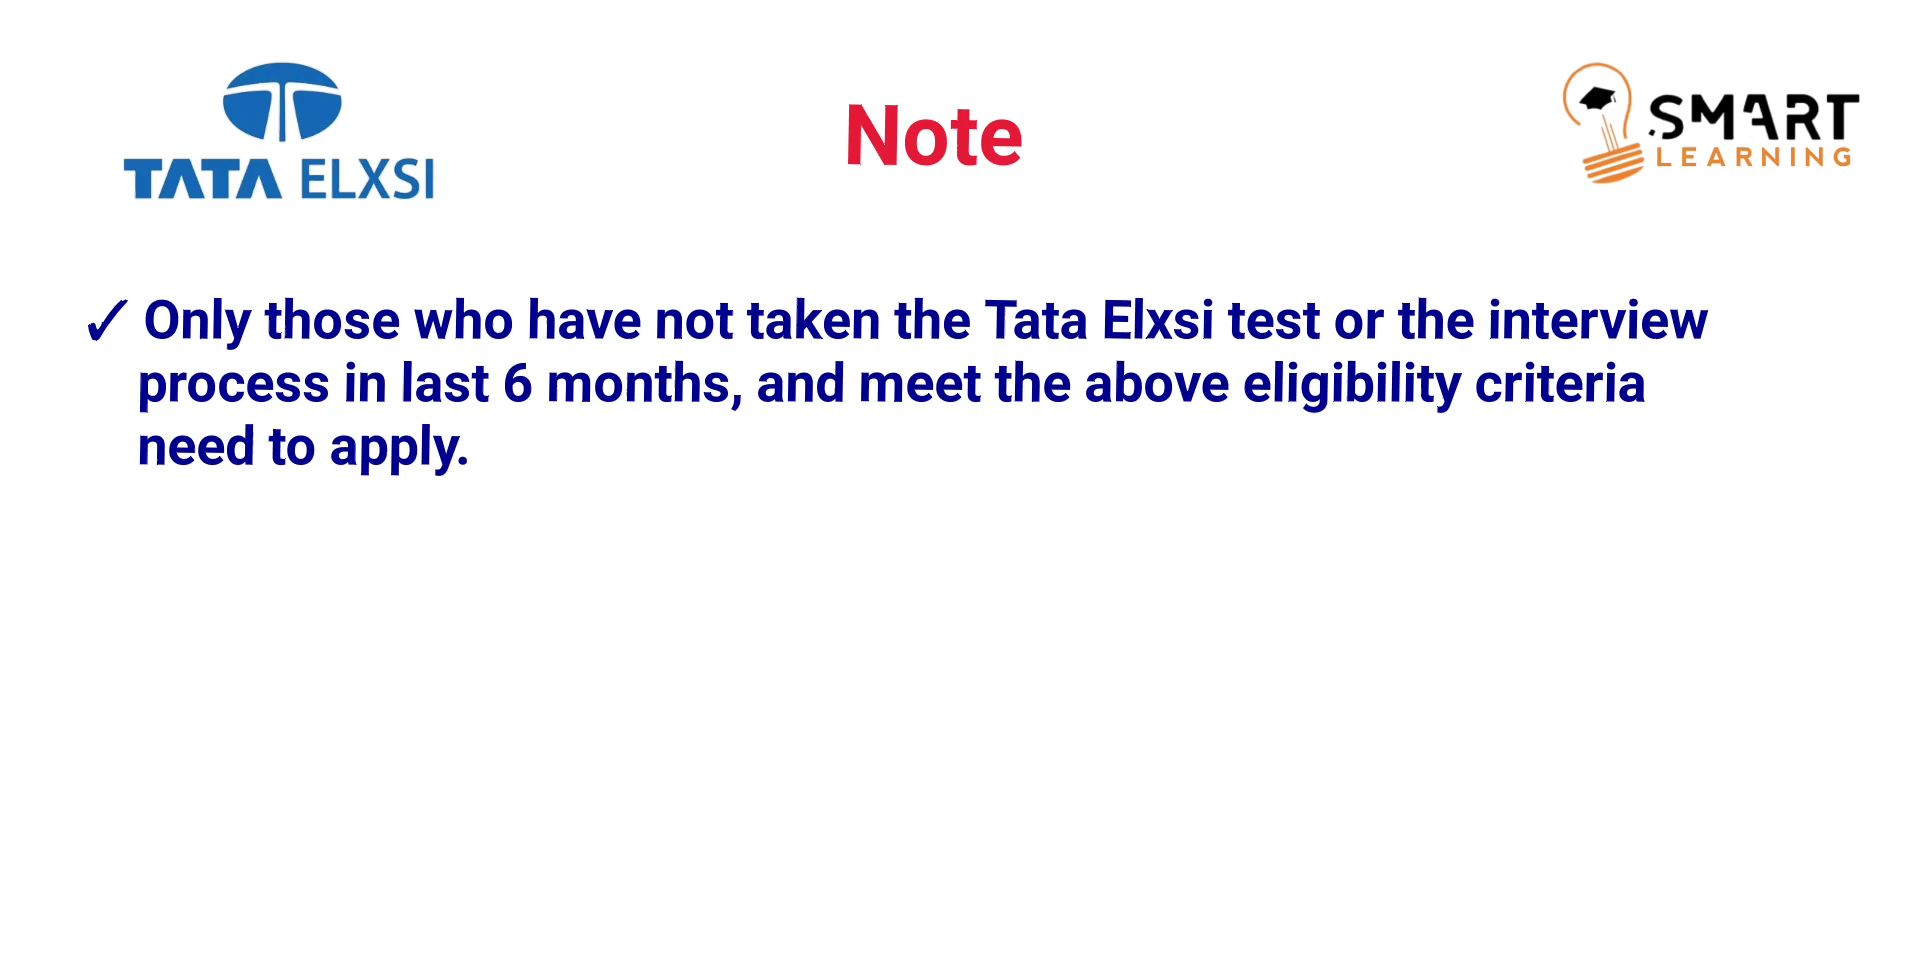 TATA ELXSI
Note
SMART
LEARNING
✓ Only those who have not taken the Tata Elxsi test or the interview
process in last 6 months, and meet the above eligibility criteria
need to apply.